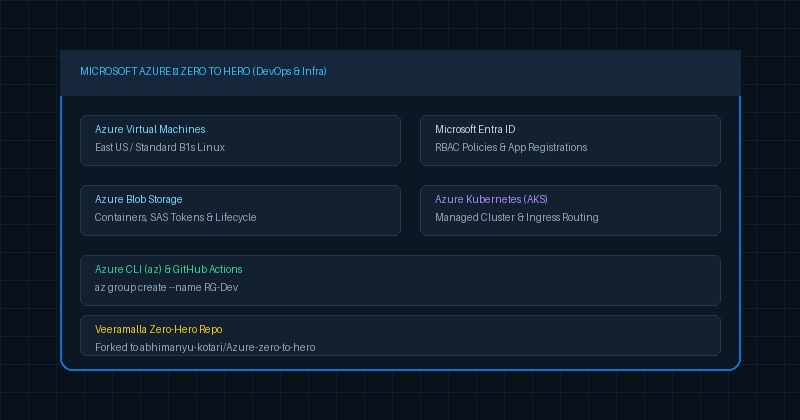 MICROSOFT AZURE ZERO TO HERO (DevOps & Infra)
Azure Virtual Machines
East US / Standard B1s Linux
Microsoft Entra ID
RBAC Policies & App Registrations
Azure Blob Storage
Containers, SAS Tokens & Lifecycle
Azure Kubernetes (AKS)
Managed Cluster & Ingress Routing
Azure CLI (az) & GitHub Actions
az group create --name RG-Dev
Veeramalla Zero-Hero Repo
Forked to abhimanyu-kotari/Azure-zero-to-hero